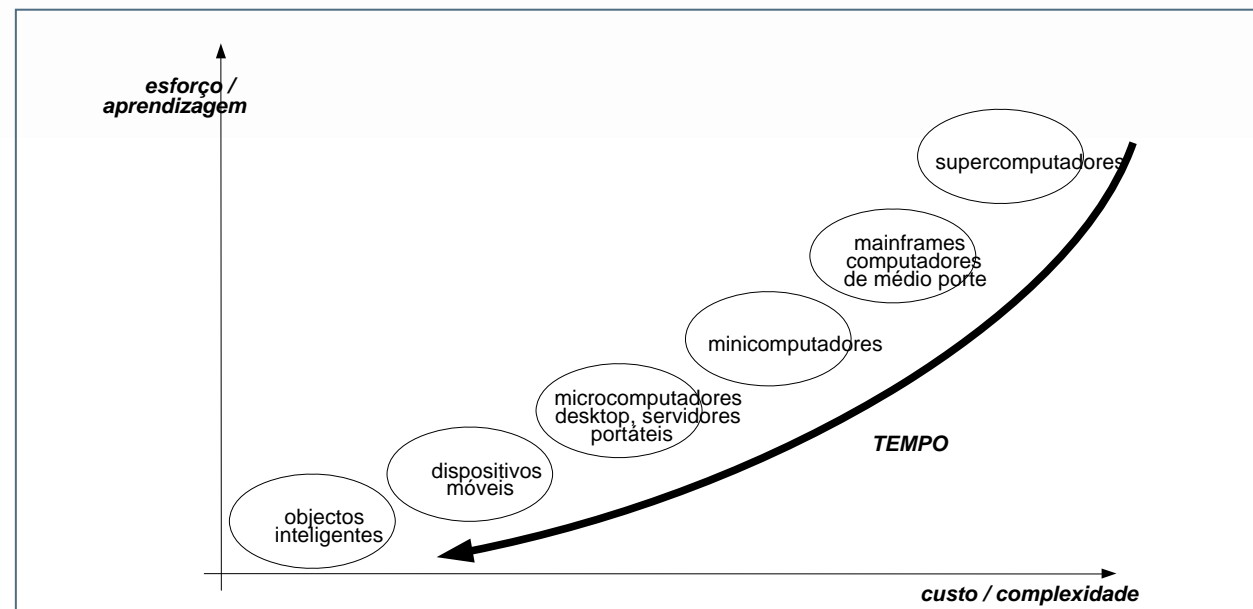 esforço /
aprendizagem
supercomputadores
mainframes
computadores
de médio porte
minicomputadores
microcomputadores
desktop, servidores
portáteis
TEMPO
dispositivos
móveis
objectos
inteligentes
custo / complexidade